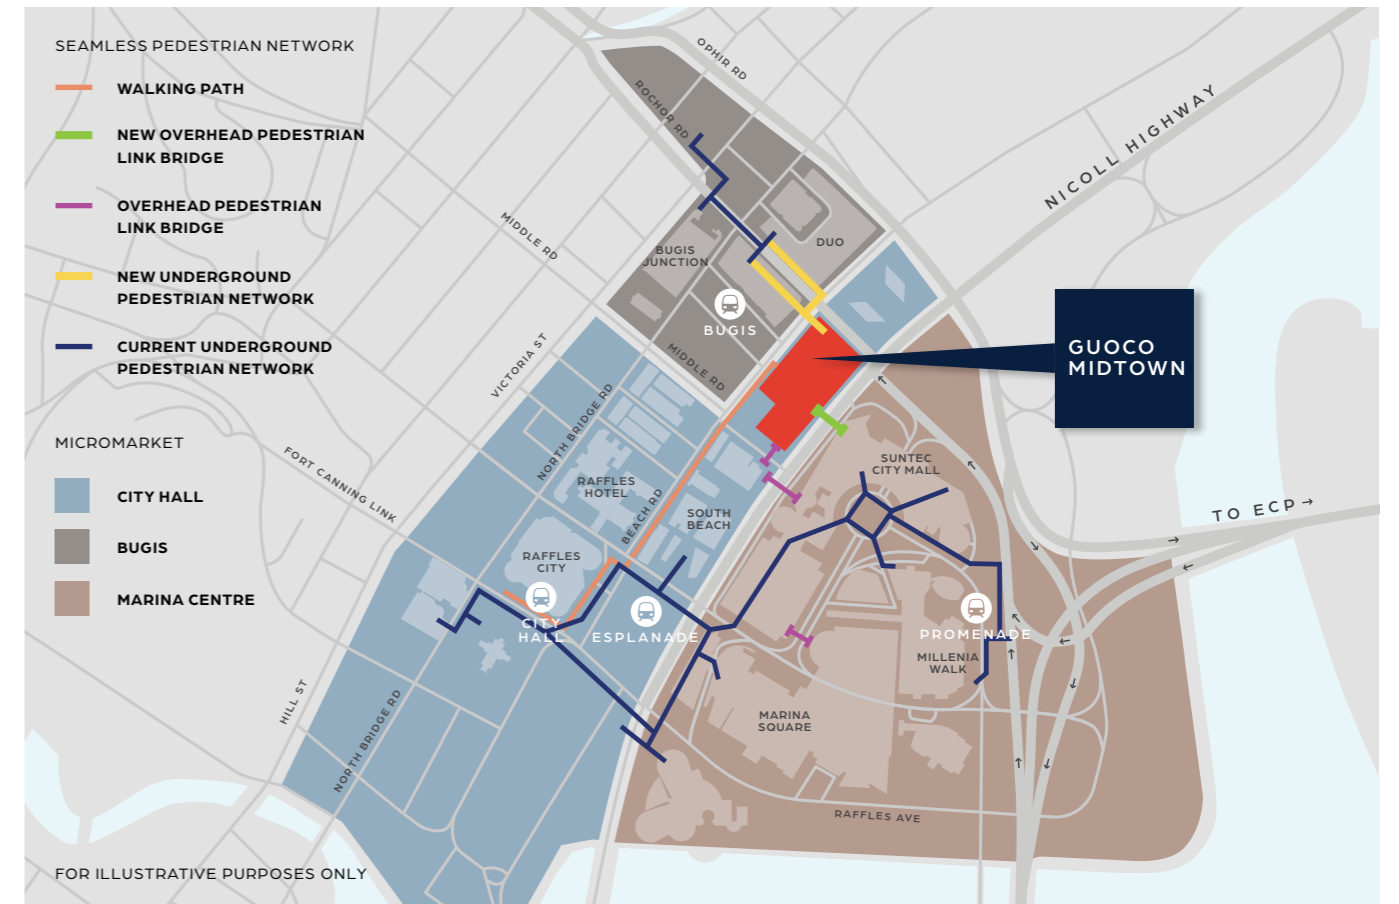 SEAMLESS PEDESTRIAN NETWORK
WALKING PATH
NEW OVERHEAD PEDESTRIAN
LINK BRIDGE
OVERHEAD PEDESTRIAN
LINK BRIDGE
NEW UNDERGROUND
PEDESTRIAN NETWORK
CURRENT UNDERGROUND
PEDESTRIAN NETWORK
MICROMARKET
CITY HALL
BUGIS
MARINA CENTRE
FOR ILLUSTRATIVE PURPOSES ONLY
OPHIR RD
ROCHOR RD
NICOLL HIGHWAY
MIDDLE RD
DUO
BUGIS
JUNCTION
BUGIS
MIDDLE RD
GUOCO
MIDTOWN
VICTORIA ST
NORTH BRIDGE RD
FORT CANNING LINK
RAFFLES
HOTEL
BEACH RD
SOUTH
BEACH
SUNTEC
CITY MALL
TO ECP→
RAFFLES
CITY
CITY
HALL
ESPLANADE
PROMENADE
MILLENIA
WALK
HILL ST
NORTH BRIDGE RD
MARINA
SQUARE
RAFFLES AVE